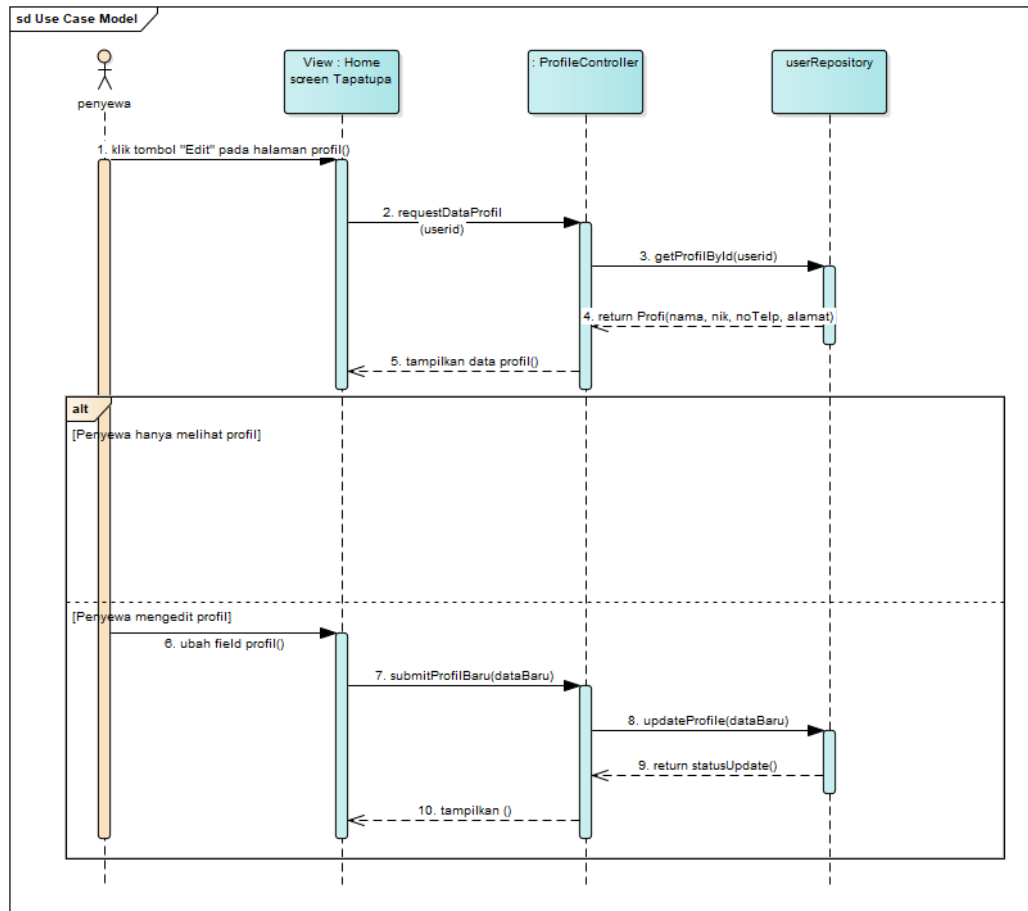 sd Use Case Model
penyewa
View : Home
screen Tapatupa
: ProfileController
userRepository
1. klik tombol "Edit" pada halaman profil()
2. requestDataProfil
(userid)
3. getProfilById(userid)
4. return Profi(nama, nik, noTelp, alamat)
5. tampilkan data profil()
alt
[Penyewa hanya melihat profil]
[Penyewa mengedit profil]
6. ubah field profil()
7. submitProfilBaru(dataBaru)
8. updateProfile(dataBaru)
9. return statusUpdate()
10. tampilkan ()